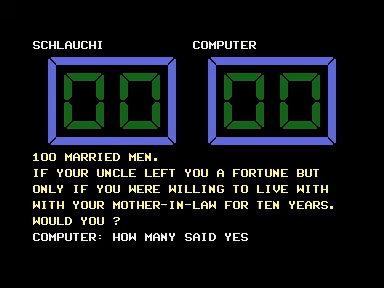 SCHLAUCHI COMPUTER
00 00
100 MARRIED MEN.
IF YOUR UNCLE LEFT YOU A FORTUNE BUT
ONLY IF YOU WERE WILLING TO LIVE WITH
WITH YOUR MOTHER-IN-LAW FOR TEN YEARS.
WOULD YOU ?
COMPUTER: HOW MANY SAID YES